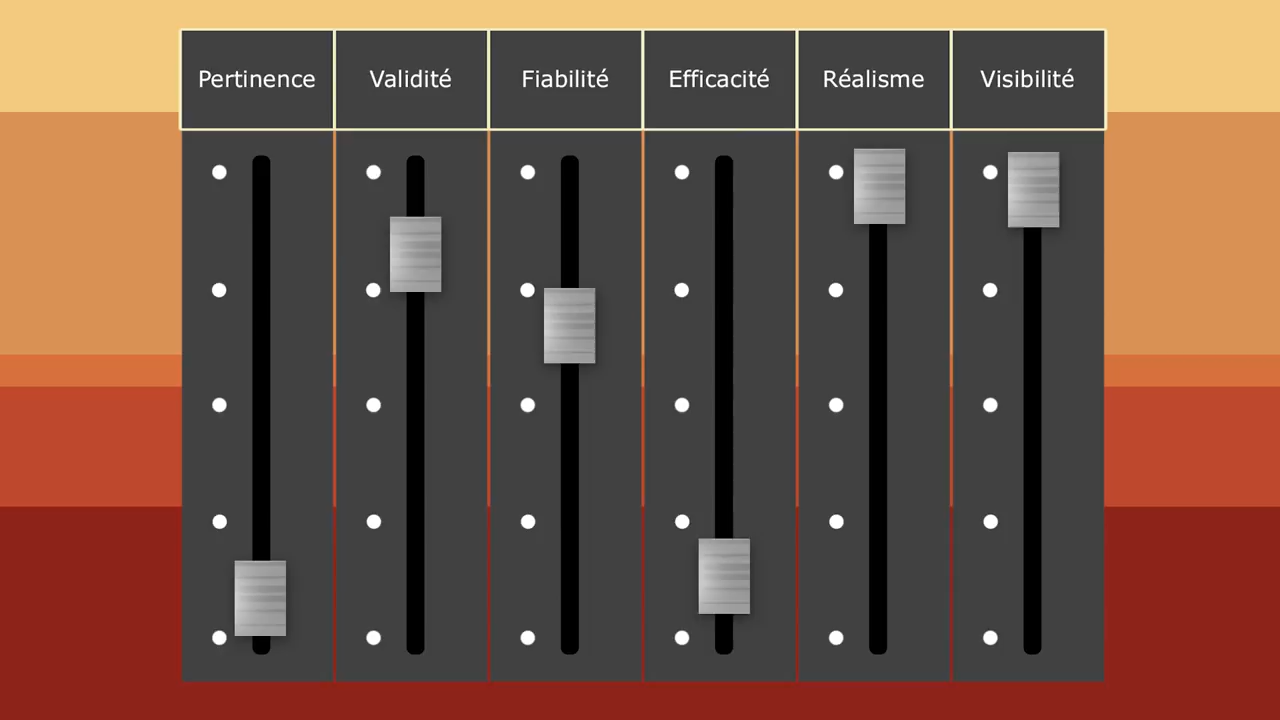 Pertinence
Validité
Fiabilité
Efficacité
Réalisme
Visibilité